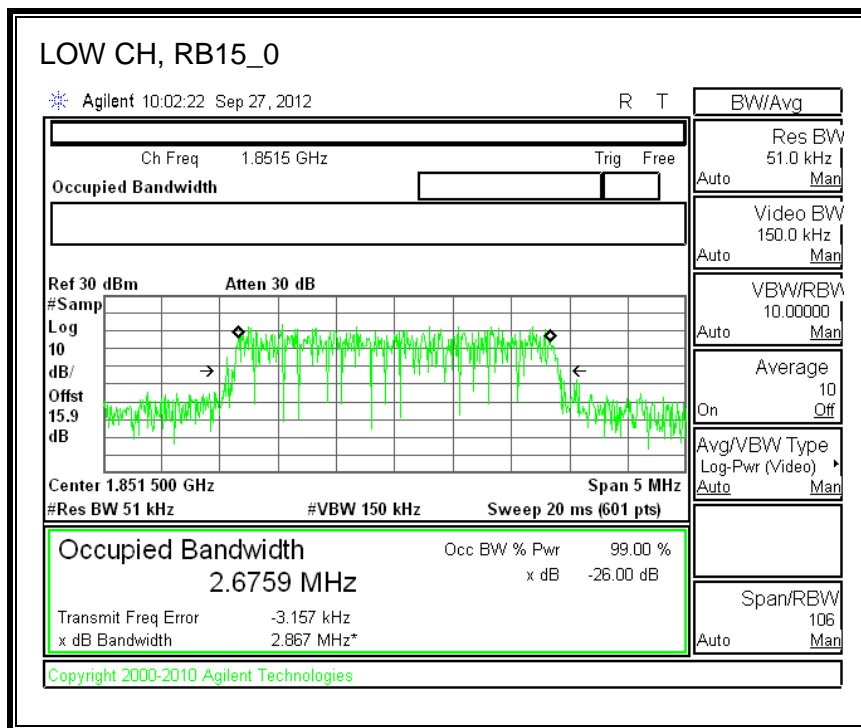 LOW CH, RB15_0
Agilent 10:02:22 Sep 27, 2012 R T
Ch Freq 1.8515 GHz Trig Free
Occupied Bandwidth
Ref 30 dBm Atten 30 dB
#Samp
Log
10
dB/
Offst
15.9
dB
Center 1.851 500 GHz Span 5 MHz
#Res BW 51 kHz #VBW 150 kHz Sweep 20 ms (601 pts)
Occupied Bandwidth Occ BW % Pwr 99.00 %
2.6759 MHz x dB -26.00 dB
Transmit Freq Error -3.157 kHz
x dB Bandwidth 2.867 MHz*
Copyright 2000-2010 Agilent Technologies
BW/Avg
Res BW
51.0 kHz
Auto Man
Video BW
150.0 kHz
Auto Man
VBW/RBW
10.00000
Auto Man
Average
10
On Off
Avg/VBW Type
Log-Pwr (Video)
Auto Man
Span/RBW
106
Auto Man